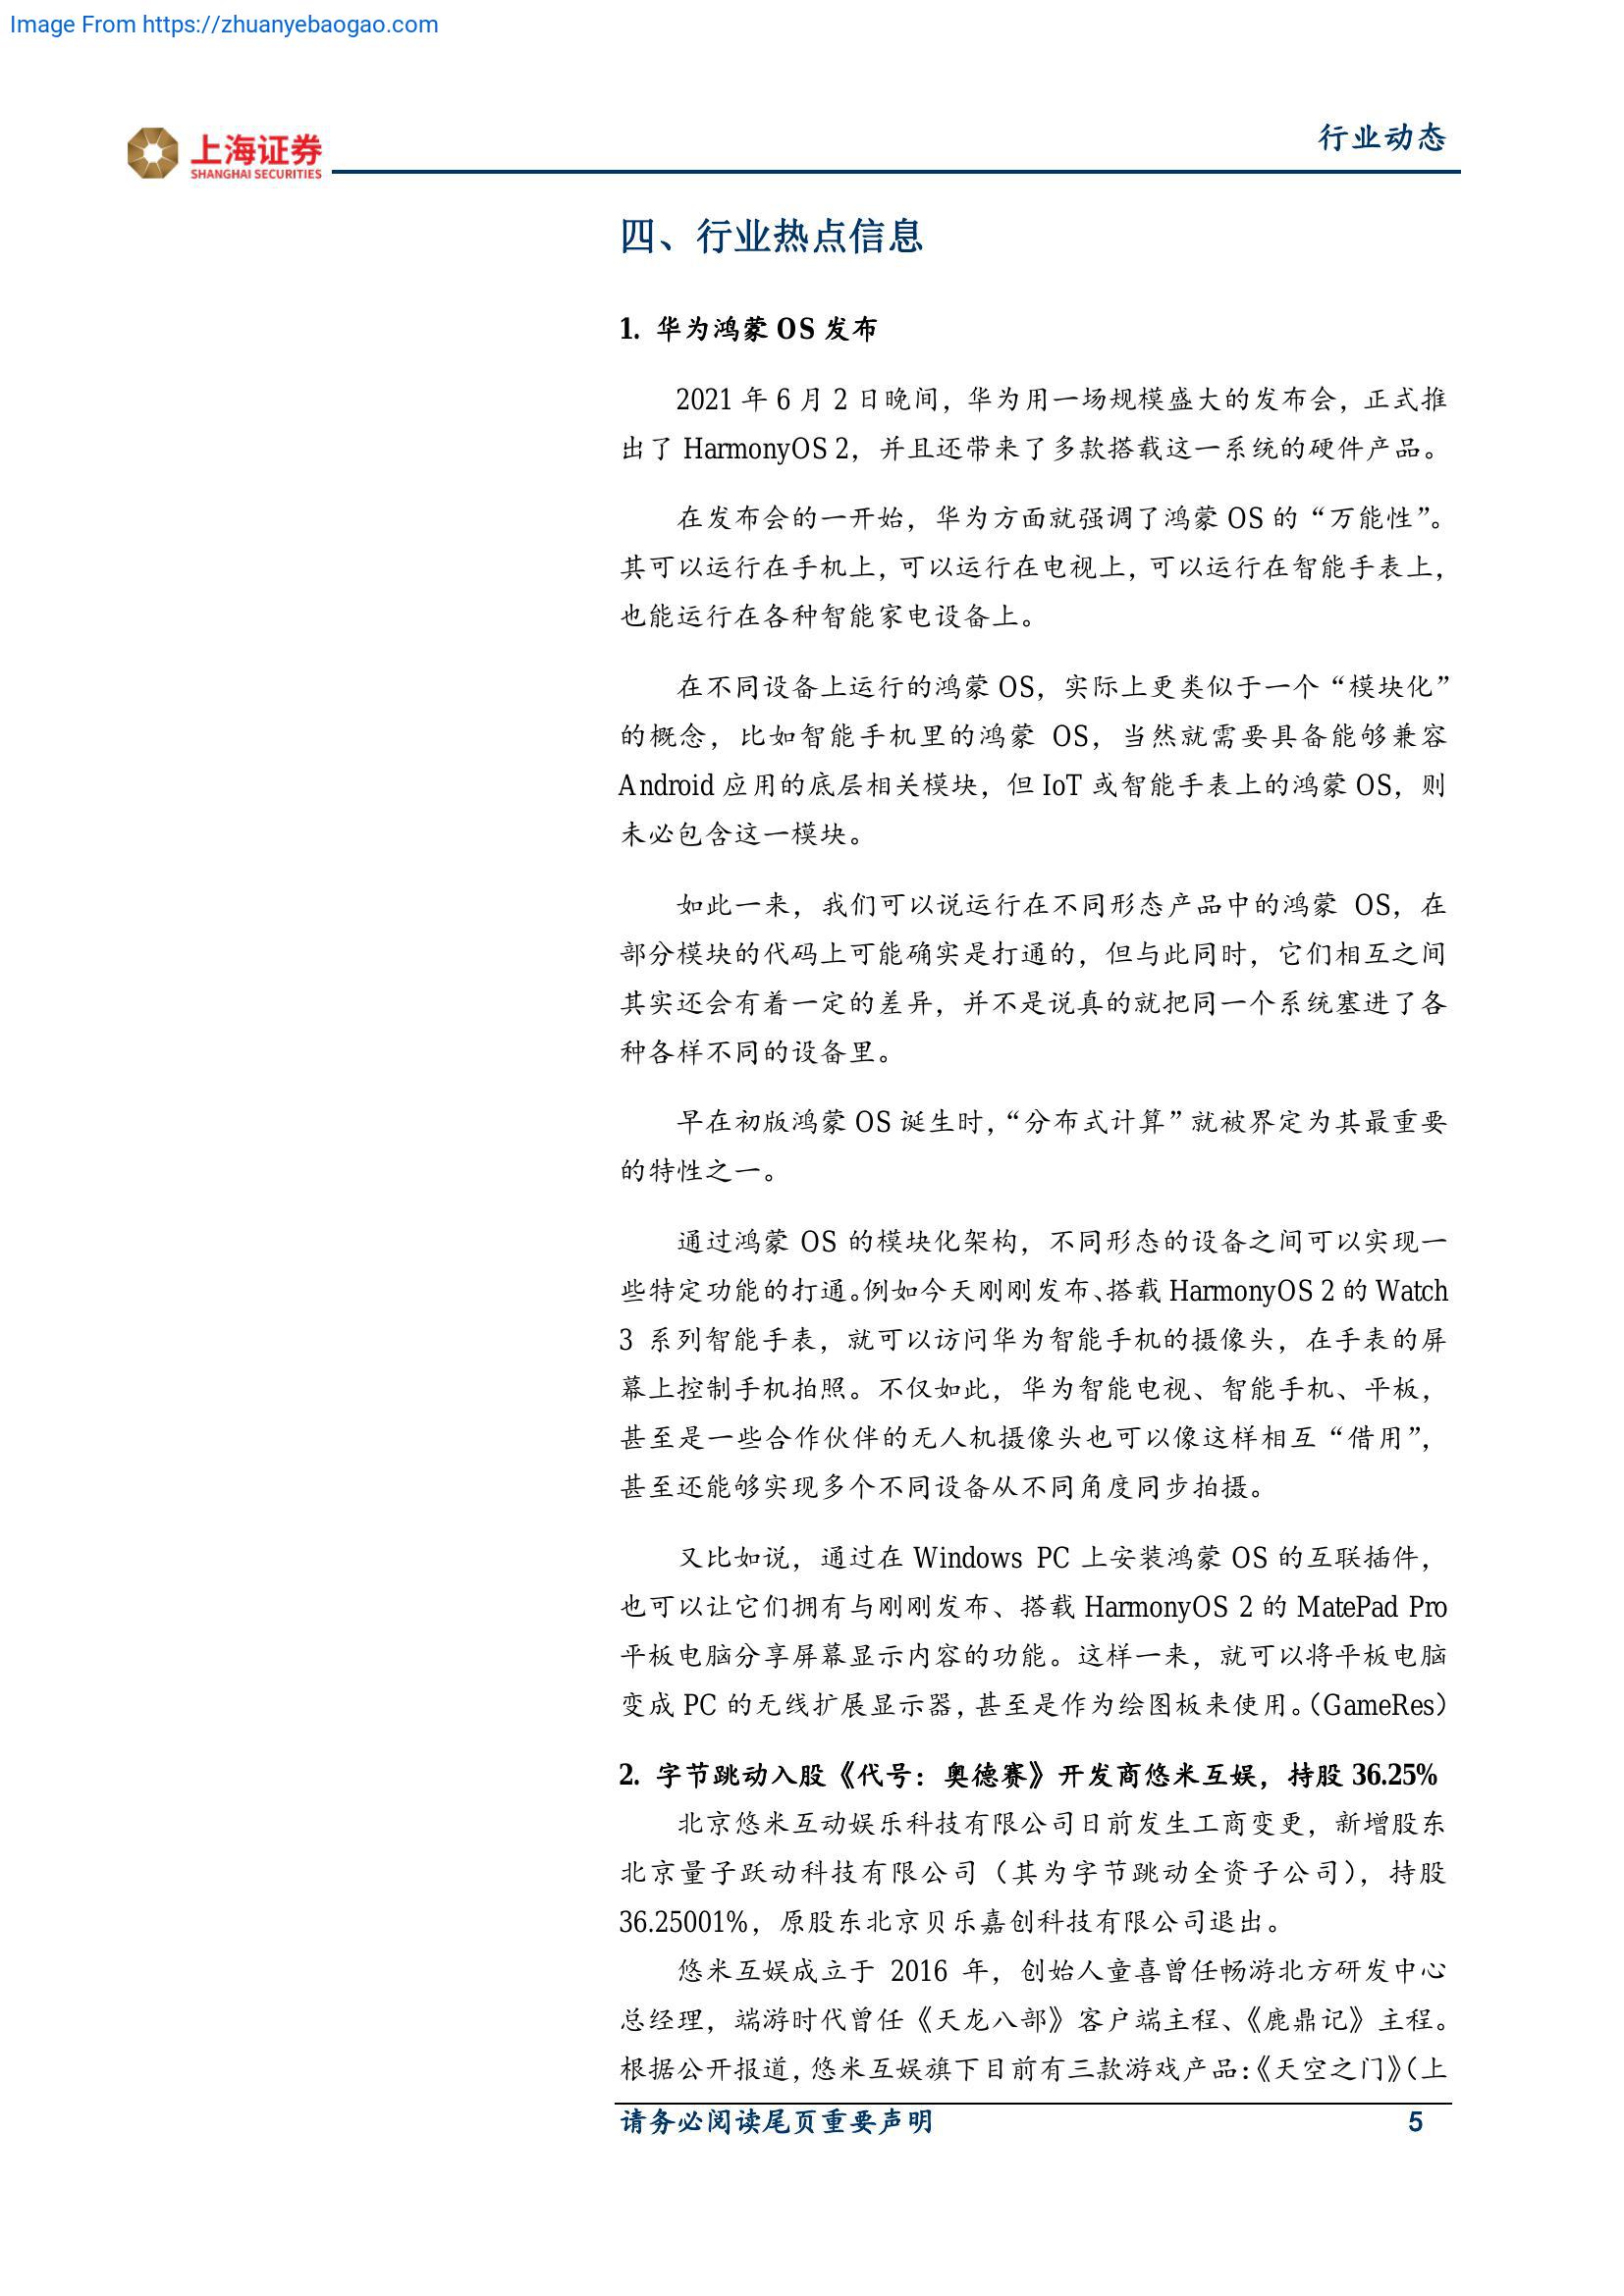 Image From https://zhuanyebaogao.com
上海证券
SHANGHAI SECURITIES
行业动态
四、行业热点信息
1. 华为鸿蒙 OS 发布
2021 年 6 月 2 日晚间，华为用一场规模盛大的发布会，正式推
出了 HarmonyOS 2，并且还带来了多款搭载这一系统的硬件产品。
在发布会的一开始，华为方面就强调了鸿蒙 OS 的“万能性”。
其可以运行在手机上，可以运行在电视上，可以运行在智能手表上，
也能运行在各种智能家电设备上。
在不同设备上运行的鸿蒙 OS，实际上更类似于一个“模块化”
的概念，比如智能手机里的鸿蒙 OS，当然就需要具备能够兼容
Android 应用的底层相关模块，但 IoT 或智能手表上的鸿蒙 OS，则
未必包含这一模块。
如此一来，我们可以说运行在不同形态产品中的鸿蒙 OS，在
部分模块的代码上可能确实是打通的，但与此同时，它们相互之间
其实还会有着一定的差异，并不是说真的就把同一个系统塞进了各
种各样不同的设备里。
早在初版鸿蒙 OS 诞生时，“分布式计算”就被界定为其最重要
的特性之一。
通过鸿蒙 OS 的模块化架构，不同形态的设备之间可以实现一
些特定功能的打通。例如今天刚刚发布、搭载 HarmonyOS 2 的 Watch
3 系列智能手表，就可以访问华为智能手机的摄像头，在手表的屏
幕上控制手机拍照。不仅如此，华为智能电视、智能手机、平板，
甚至是一些合作伙伴的无人机摄像头也可以像这样相互“借用”，
甚至还能够实现多个不同设备从不同角度同步拍摄。
又比如说，通过在 Windows PC 上安装鸿蒙 OS 的互联插件，
也可以让它们拥有与刚刚发布、搭载 HarmonyOS 2 的 MatePad Pro
平板电脑分享屏幕显示内容的功能。这样一来，就可以将平板电脑
变成 PC 的无线扩展显示器，甚至是作为绘图板来使用。（GameRes）
2. 字节跳动入股《代号：奥德赛》开发商悠米互娱，持股 36.25%
北京悠米互动娱乐科技有限公司日前发生工商变更，新增股东
北京量子跃动科技有限公司（其为字节跳动全资子公司），持股
36.25001%，原股东北京贝乐嘉创科技有限公司退出。
悠米互娱成立于 2016 年，创始人童喜曾任畅游北方研发中心
总经理，端游时代曾任《天龙八部》客户端主程、《鹿鼎记》主程。
根据公开报道，悠米互娱旗下目前有三款游戏产品：《天空之门》（上
请务必阅读尾页重要声明
5